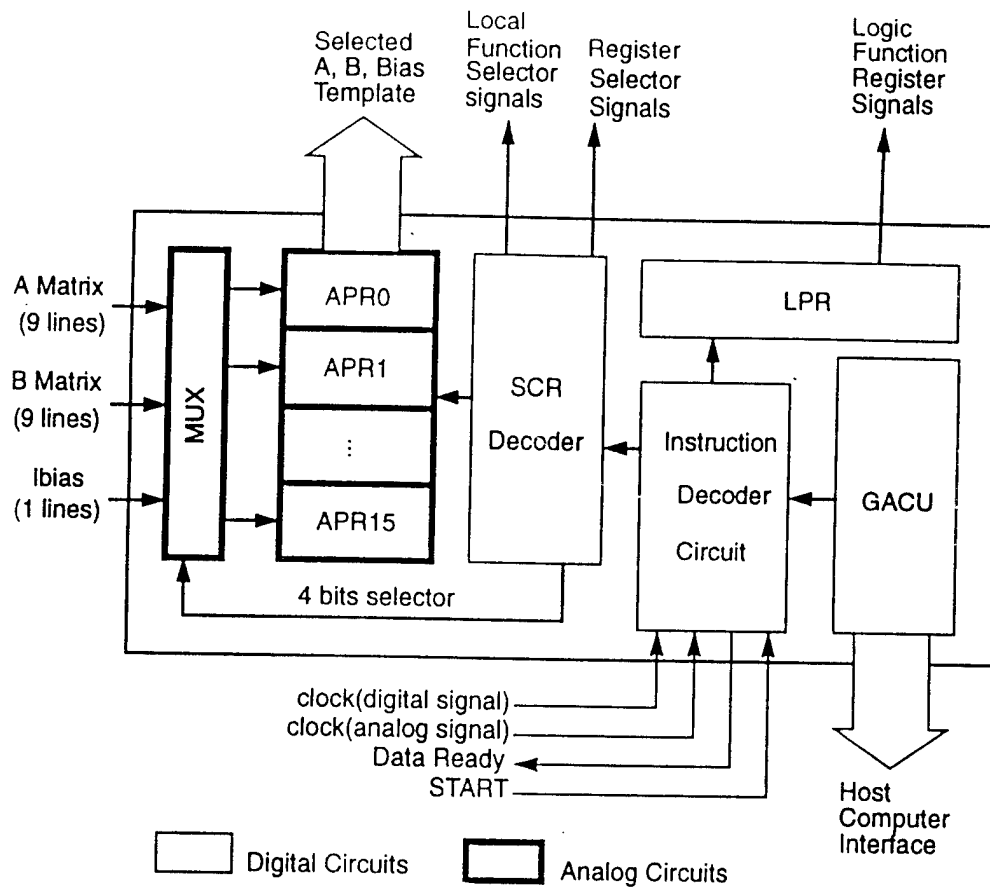 Selected
A, B, Bias
Template
Local
Function
Selector
signals
Register
Selector
Signals
Logic
Function
Register
Signals
A Matrix
(9 lines)
B Matrix
(9 lines)
Ibias
(1 lines)
MUX
APR0
APR1
...
APR15
SCR
Decoder
LPR
Instruction
Decoder
Circuit
GACU
4 bits selector
clock(digital signal)
clock(analog signal)
Data Ready
START
Host
Computer
Interface
Digital Circuits
Analog Circuits